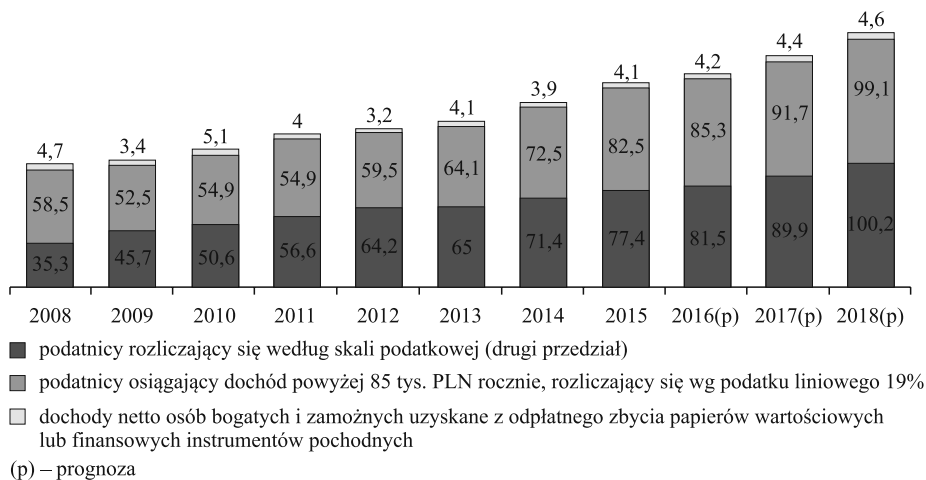 4,7 3,4 5,1 4 3,2 4,1 3,9 4,1 4,2 4,4 4,6
58,5 52,5 54,9 54,9 59,5 64,1 72,5 82,5 85,3 91,7 99,1
35,3 45,7 50,6 56,6 64,2 65 71,4 77,4 81,5 89,9 100,2
2008 2009 2010 2011 2012 2013 2014 2015 2016(p) 2017(p) 2018(p)
podatnicy rozliczający się według skali podatkowej (drugi przedział)
podatnicy osiągający dochód powyżej 85 tys. PLN rocznie, rozliczający się wg podatku liniowego 19%
dochody netto osób bogatych i zamożnych uzyskane z odpłatnego zbycia papierów wartościowych
lub finansowych instrumentów pochodnych
(p) – prognoza